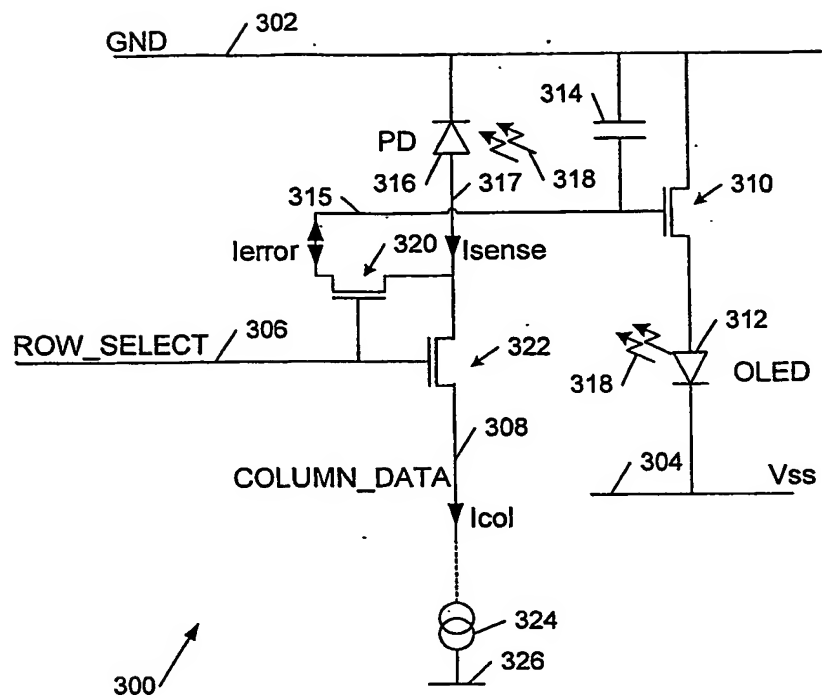 302
GND
314
PD
316
317
318
310
315
320
Ierror
Isense
306
ROW_SELECT
322
312
318
OLED
308
304
COLUMN_DATA
Vss
Icol
324
300
326